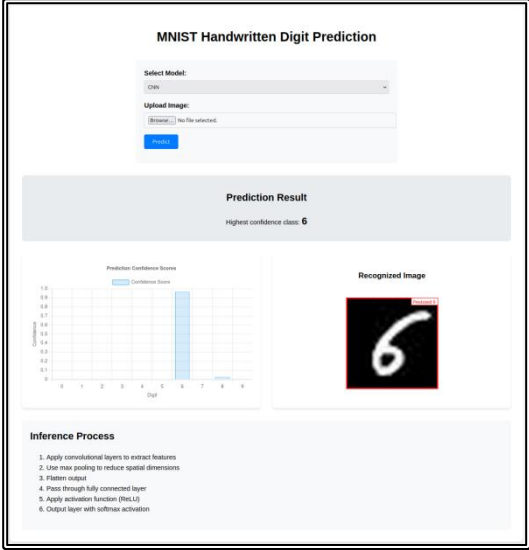 MNIST Handwritten Digit Prediction
Select Model:
CNN
Upload Image:
Browse... No file selected.
Predict
Prediction Result
Highest confidence class: 6
Prediction Confidence Scores
Confidence Score
1.0
0.9
0.8
0.7
0.6
0.5
0.4
0.3
0.2
0.1
0
Confidence
0 1 2 3 4 5 6 7 8 9
Digit
Recognized Image
Predicted 6
6
Inference Process
1. Apply convolutional layers to extract features
2. Use max pooling to reduce spatial dimensions
3. Flatten output
4. Pass through fully connected layer
5. Apply activation function (ReLU)
6. Output layer with softmax activation